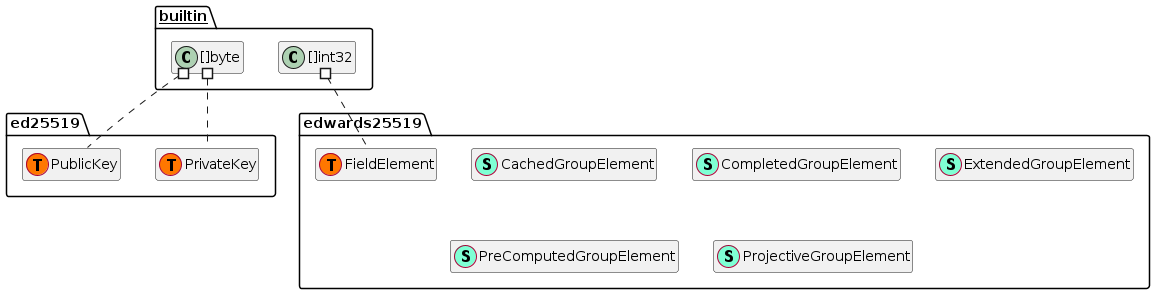 builtin
C []byte
C []int32
ed25519
T PublicKey
T PrivateKey
edwards25519
T FieldElement
S CachedGroupElement
S CompletedGroupElement
S ExtendedGroupElement
S PreComputedGroupElement
S ProjectiveGroupElement